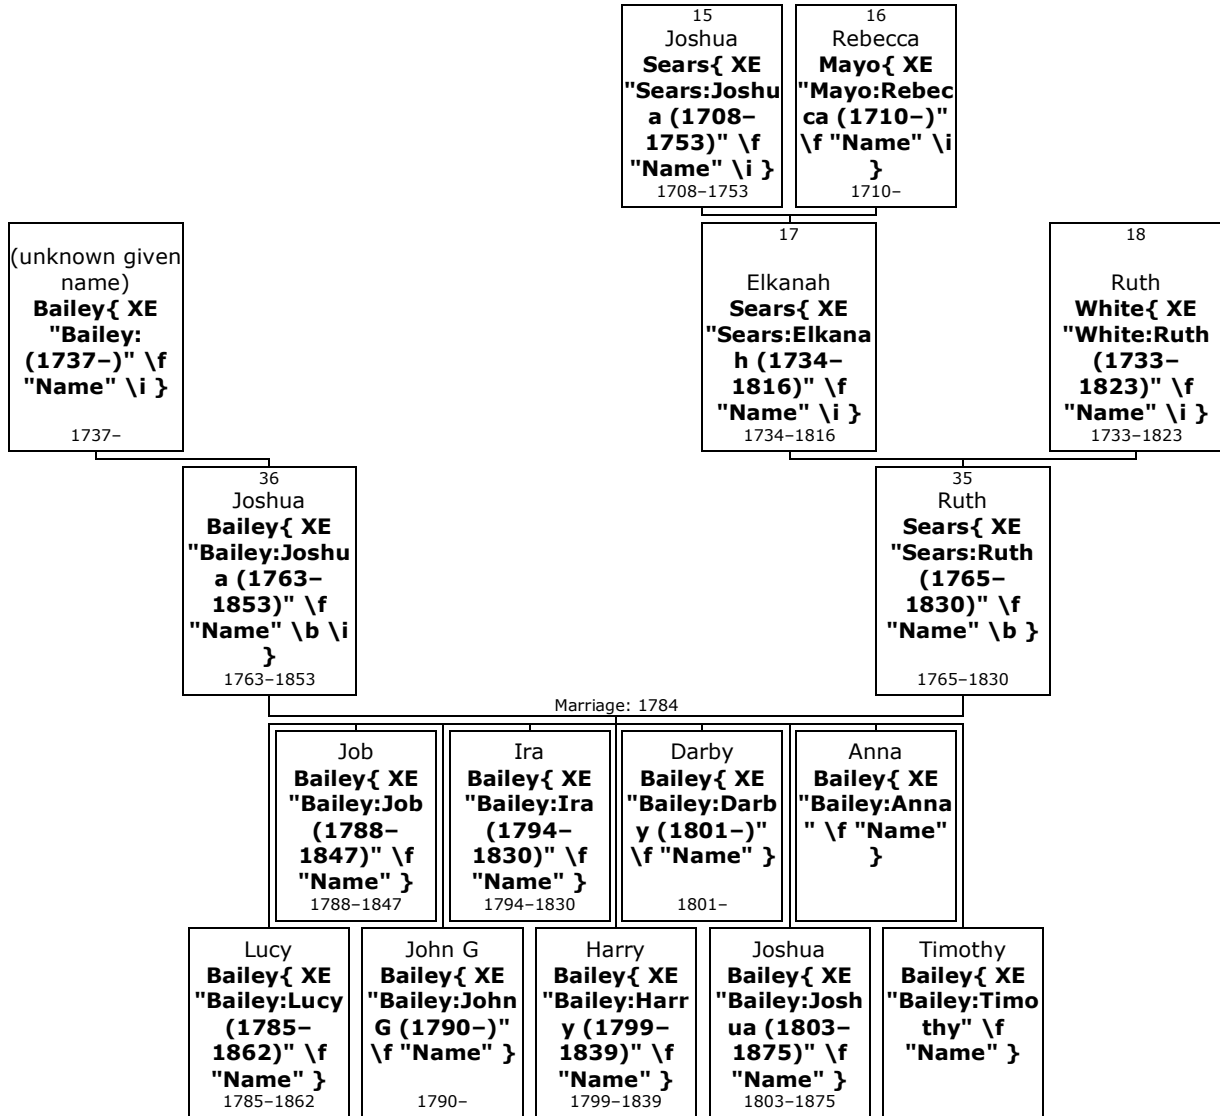 15
Joshua
Sears{ XE
"Sears:Joshu
a (1708–
1753)" \f
"Name" \i }
1708–1753
16
Rebecca
Mayo{ XE
"Mayo:Rebec
ca (1710–)"
\f "Name" \i
}
1710–
(unknown given
name)
Bailey{ XE
"Bailey:
(1737–)" \f
"Name" \i }
1737–
17
Elkanah
Sears{ XE
"Sears:Elkana
h (1734–
1816)" \f
"Name" \i }
1734–1816
18
Ruth
White{ XE
"White:Ruth
(1733–
1823)" \f
"Name" \i }
1733–1823
36
Joshua
Bailey{ XE
"Bailey:Joshu
a (1763–
1853)" \f
"Name" \b \i
}
1763–1853
35
Ruth
Sears{ XE
"Sears:Ruth
(1765–
1830)" \f
"Name" \b }
1765–1830
Marriage: 1784
Job
Bailey{ XE
"Bailey:Job
(1788–
1847)" \f
"Name" }
1788–1847
Ira
Bailey{ XE
"Bailey:Ira
(1794–
1830)" \f
"Name" }
1794–1830
Darby
Bailey{ XE
"Bailey:Darb
y (1801–)"
\f "Name" }
1801–
Anna
Bailey{ XE
"Bailey:Anna
" \f "Name"
}
Lucy
Bailey{ XE
"Bailey:Lucy
(1785–
1862)" \f
"Name" }
1785–1862
John G
Bailey{ XE
"Bailey:John
G (1790–)"
\f "Name" }
1790–
Harry
Bailey{ XE
"Bailey:Harr
y (1799–
1839)" \f
"Name" }
1799–1839
Joshua
Bailey{ XE
"Bailey:Josh
ua (1803–
1875)" \f
"Name" }
1803–1875
Timothy
Bailey{ XE
"Bailey:Timo
thy" \f
"Name" }